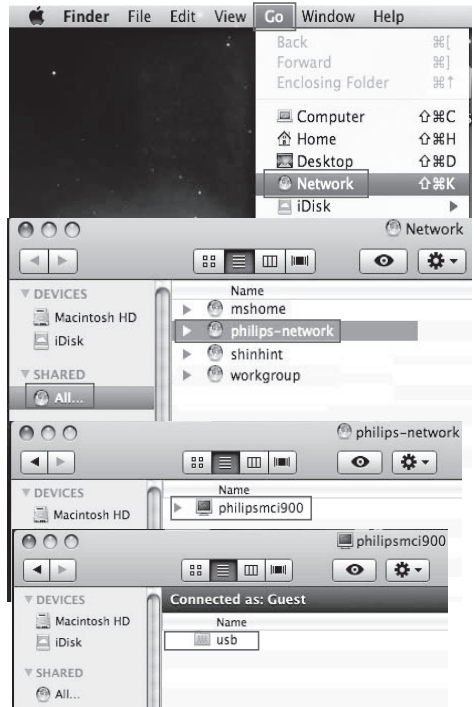 Finder File Edit View Go Window Help
Back ⌘[
Forward ⌘]
Enclosing Folder ⌘↑
Computer ⇧⌘C
Home ⇧⌘H
Desktop ⇧⌘D
Network ⇧⌘K
iDisk
Network
DEVICES
Macintosh HD
iDisk
SHARED
All...
Name
mshome
philips-network
shinhint
workgroup
philips-network
DEVICES
Macintosh HD
Name
philipsmci900
philipsmci900
DEVICES
Macintosh HD
iDisk
SHARED
All...
Connected as: Guest
Name
usb